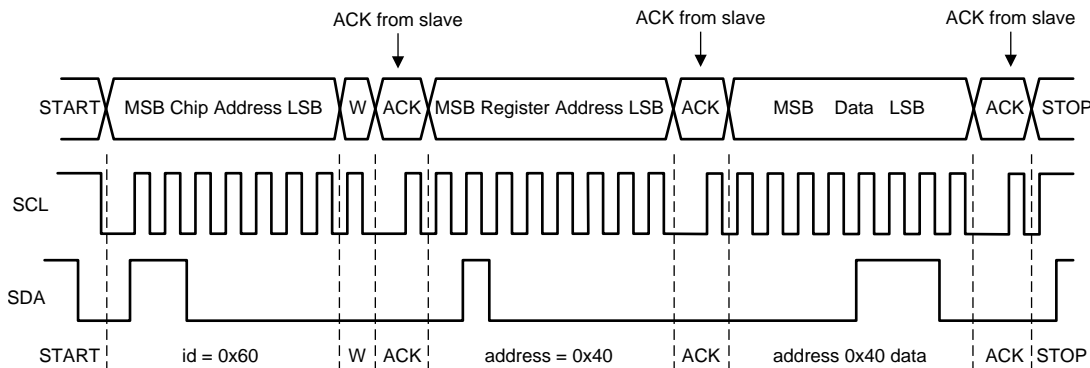 ACK from slave ACK from slave ACK from slave
START MSB Chip Address LSB W ACK MSB Register Address LSB ACK MSB Data LSB ACK STOP
SCL
SDA
START id = 0x60 W ACK address = 0x40 ACK address 0x40 data ACK STOP